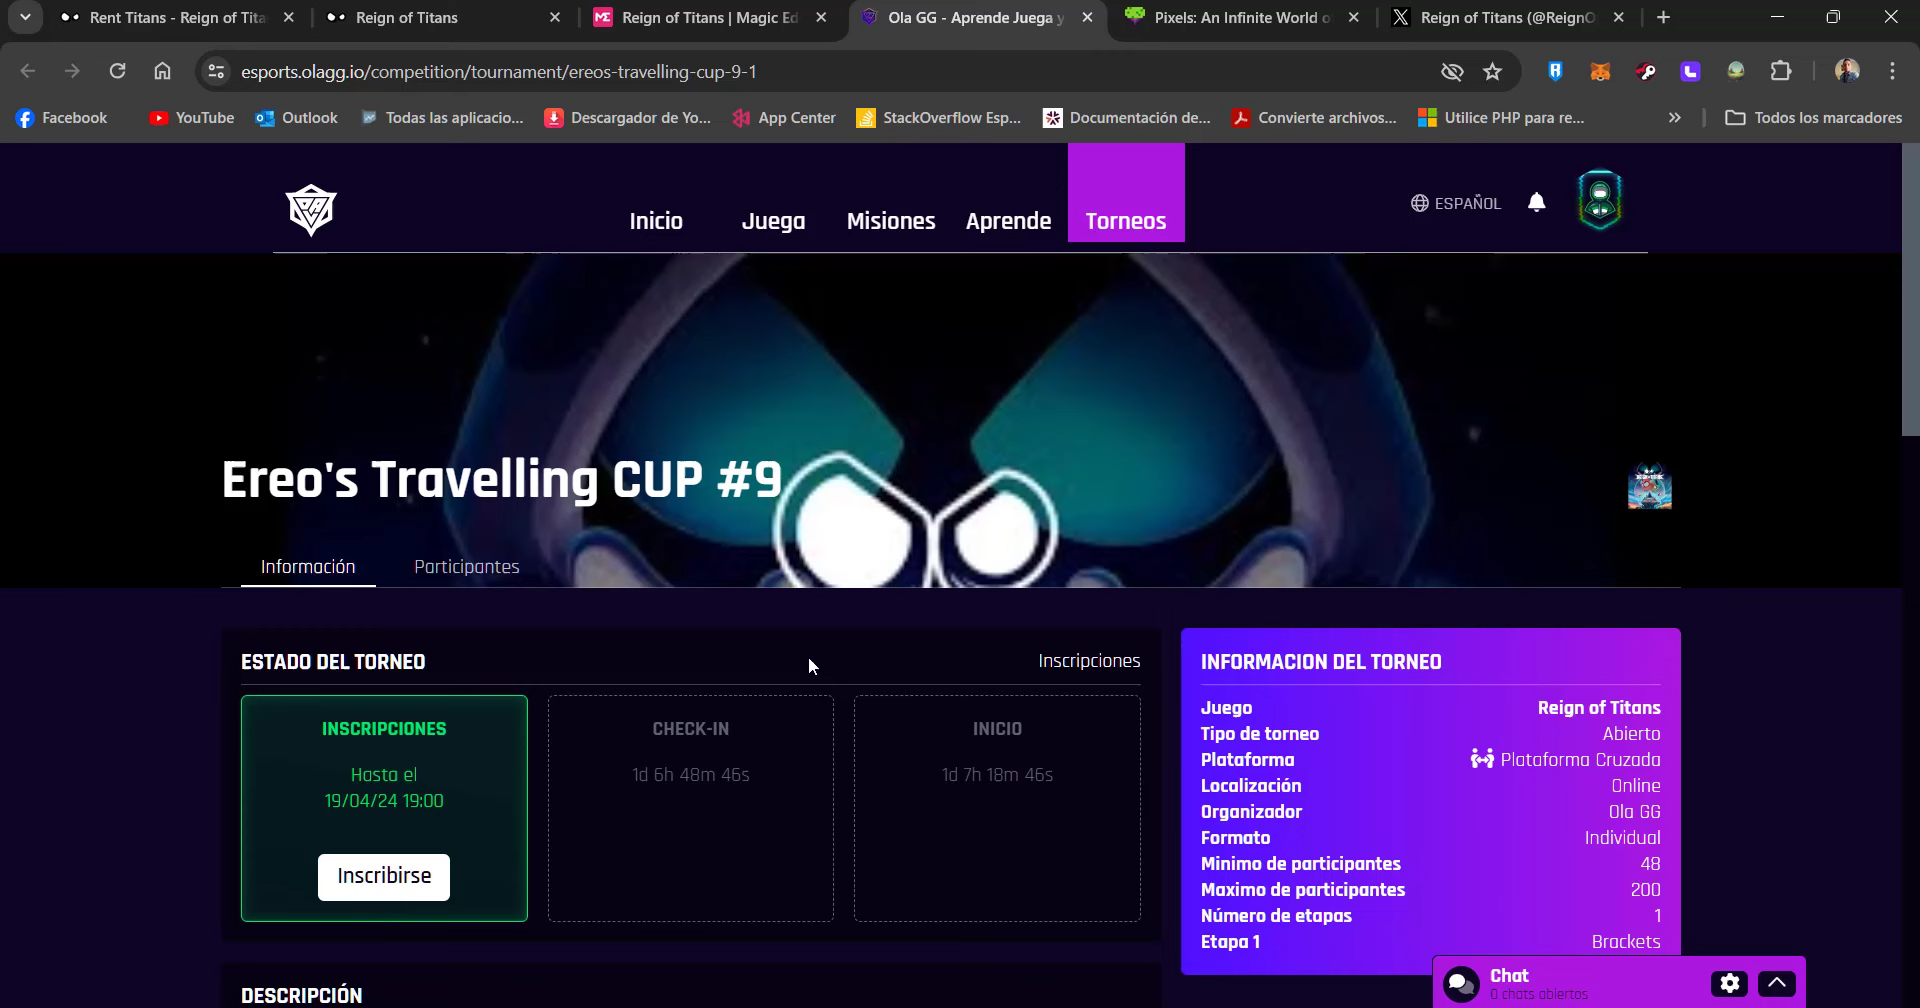 Rent Titans - Reign of Tita
Reign of Titans
Reign of Titans | Magic Ed
Ola GG - Aprende Juega y
Pixels: An Infinite World o
Reign of Titans (@ReignO
esports.olagg.io/competition/tournament/ereos-travelling-cup-9-1
Facebook
YouTube
Outlook
Todas las aplicacio...
Descargador de Yo...
App Center
StackOverflow Esp...
Documentación de...
Convierte archivos...
Utilice PHP para re...
Todos los marcadores
Inicio
Juega
Misiones
Aprende
Torneos
ESPAÑOL
Ereo's Travelling CUP #9
Información
Participantes
ESTADO DEL TORNEO
Inscripciones
INSCRIPCIONES
Hasta el
19/04/24 19:00
Inscribirse
CHECK-IN
1d 6h 48m 46s
INICIO
1d 7h 18m 46s
INFORMACION DEL TORNEO
Juego Reign of Titans
Tipo de torneo Abierto
Plataforma Plataforma Cruzada
Localización Online
Organizador Ola GG
Formato Individual
Minimo de participantes 48
Maximo de participantes 200
Número de etapas 1
Etapa 1 Brackets
DESCRIPCIÓN
Chat
0 chats abiertos